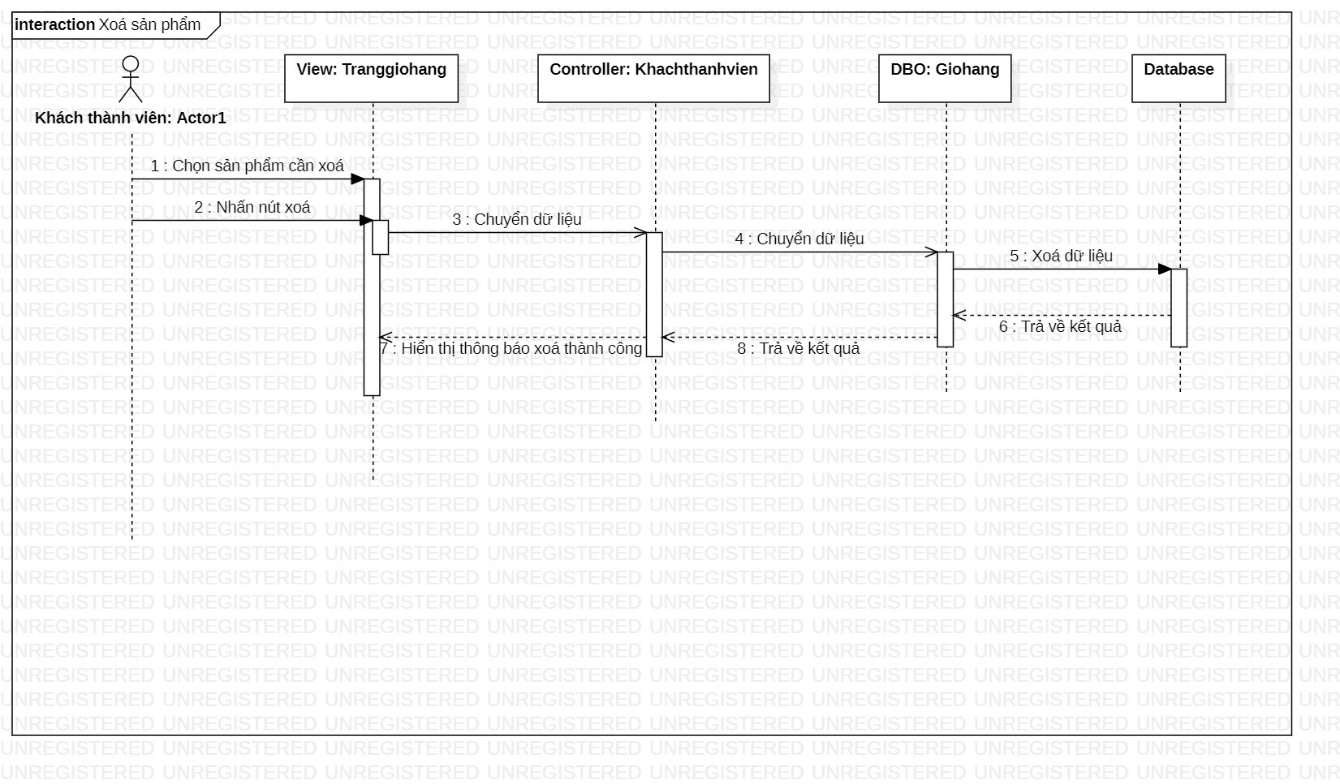 interaction Xoá sản phẩm
View: Tranggiohang
Controller: Khachthanhvien
DBO: Giohang
Database
Khách thành viên: Actor1
1 : Chọn sản phẩm cần xoá
2 : Nhấn nút xoá
3 : Chuyển dữ liệu
4 : Chuyển dữ liệu
5 : Xoá dữ liệu
6 : Trả về kết quả
7 : Hiển thị thông báo xoá thành công
8 : Trả về kết quả
UNREGISTERED